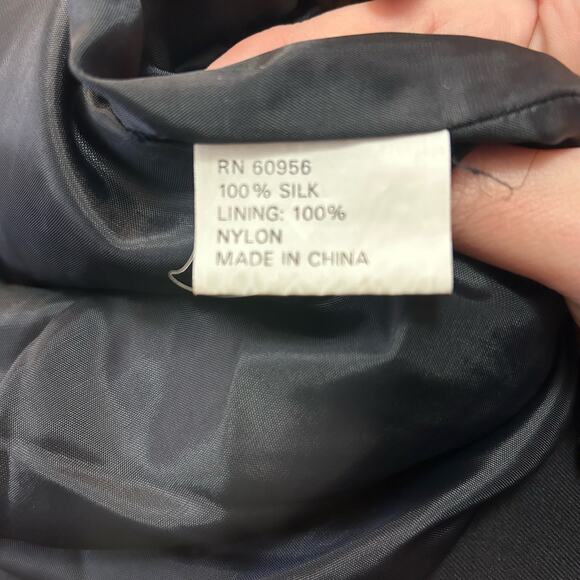 RN 60956
100% SILK
LINING: 100%
NYLON
MADE IN CHINA